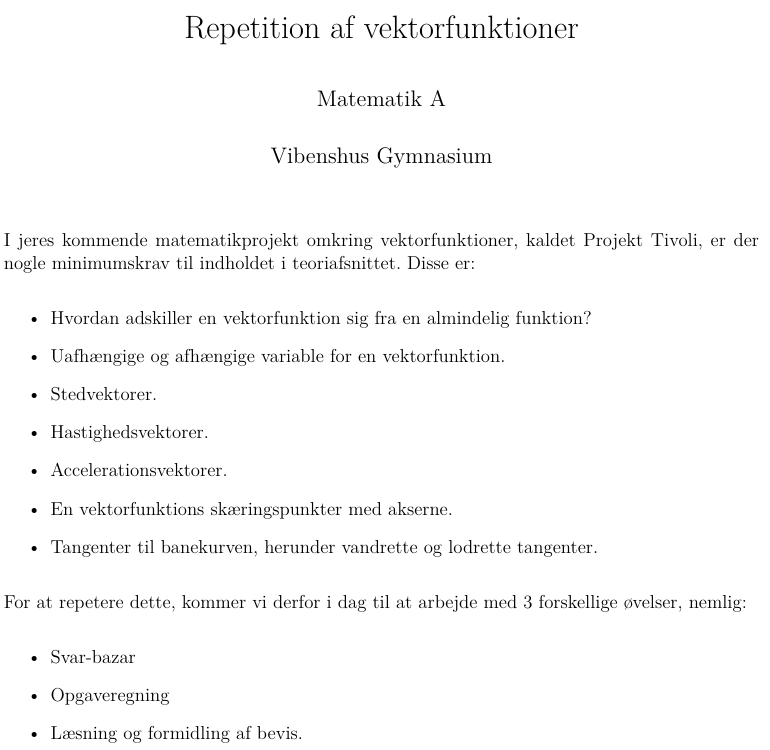 Repetition af vektorfunktioner
Matematik A
Vibenshus Gymnasium
I jeres kommende matematikprojekt omkring vektorfunktioner, kaldet Projekt Tivoli, er der
nogle minimumskrav til indholdet i teoriafsnittet. Disse er:
• Hvordan adskiller en vektorfunktion sig fra en almindelig funktion?
• Uafhængige og afhængige variable for en vektorfunktion.
• Stedvektorer.
• Hastighedsvektorer.
• Accelerationsvektorer.
• En vektorfunktions skæringspunkter med akserne.
• Tangenter til banekurven, herunder vandrette og lodrette tangenter.
For at repetere dette, kommer vi derfor i dag til at arbejde med 3 forskellige øvelser, nemlig:
• Svar-bazar
• Opgaveregning
• Læsning og formidling af bevis.